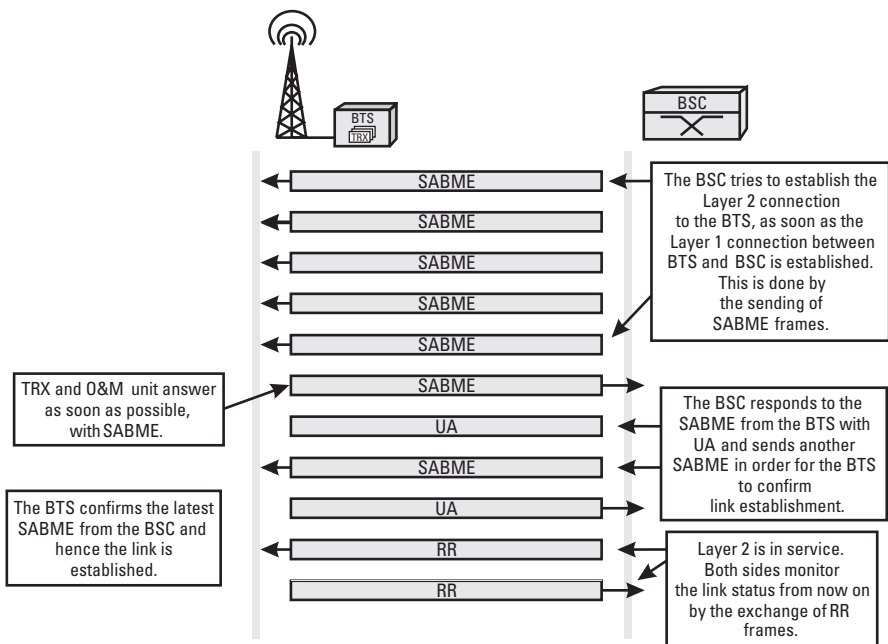 BTS
TRX
BSC
SABME
SABME
SABME
SABME
SABME
SABME
UA
SABME
UA
RR
RR
The BSC tries to establish the
Layer 2 connection
to the BTS, as soon as the
Layer 1 connection between
BTS and BSC is established.
This is done by
the sending of
SABME frames.
TRX and O&M unit answer
as soon as possible,
with SABME.
The BSC responds to the
SABME from the BTS with
UA and sends another
SABME in order for the BTS
to confirm
link establishment.
The BTS confirms the latest
SABME from the BSC and
hence the link is
established.
Layer 2 is in service.
Both sides monitor
the link status from now on
by the exchange of RR
frames.